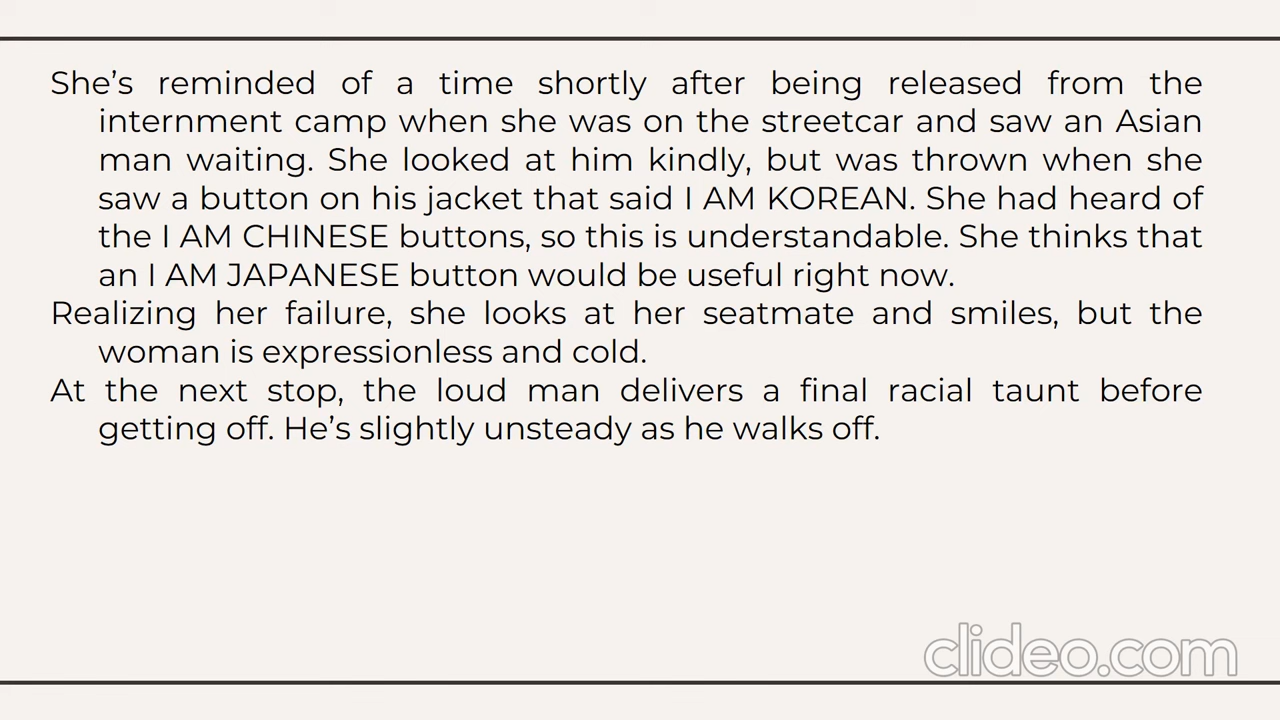 She’s reminded of a time shortly after being released from the
internment camp when she was on the streetcar and saw an Asian
man waiting. She looked at him kindly, but was thrown when she
saw a button on his jacket that said I AM KOREAN. She had heard of
the I AM CHINESE buttons, so this is understandable. She thinks that
an I AM JAPANESE button would be useful right now.
Realizing her failure, she looks at her seatmate and smiles, but the
woman is expressionless and cold.
At the next stop, the loud man delivers a final racial taunt before
getting off. He’s slightly unsteady as he walks off.
clideo.com